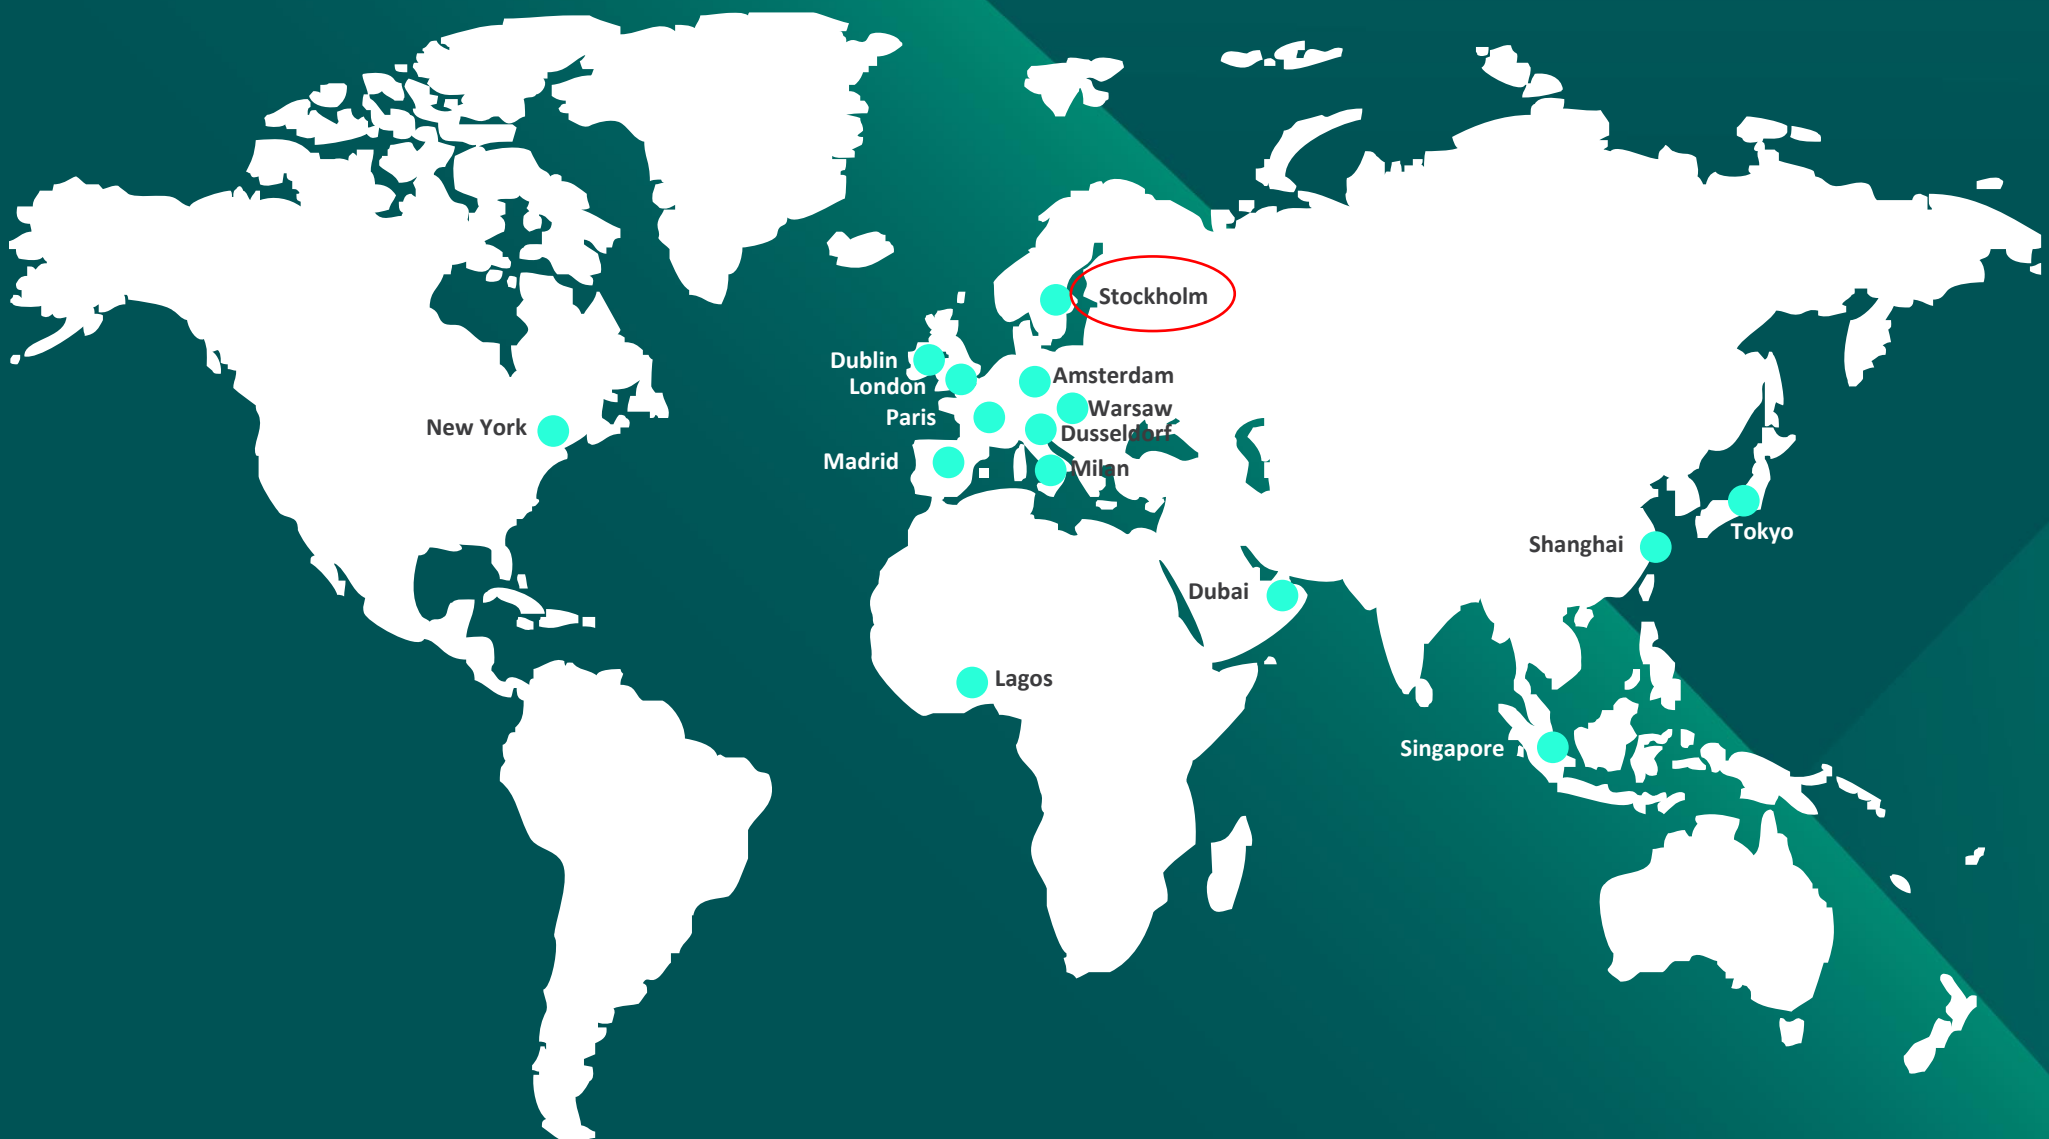 Stockholm
Dublin
London
Amsterdam
Paris
Warsaw
New York
Dusseldorf
Madrid
Milan
Tokyo
Shanghai
Dubai
Lagos
Singapore